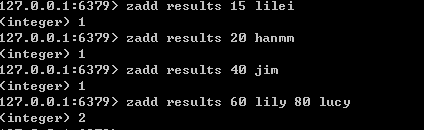 127.0.0.1:6379> zadd results 15 lilei
(integer) 1
127.0.0.1:6379> zadd results 20 hanmm
(integer) 1
127.0.0.1:6379> zadd results 40 jim
(integer) 1
127.0.0.1:6379> zadd results 60 lily 80 lucy
(integer) 2